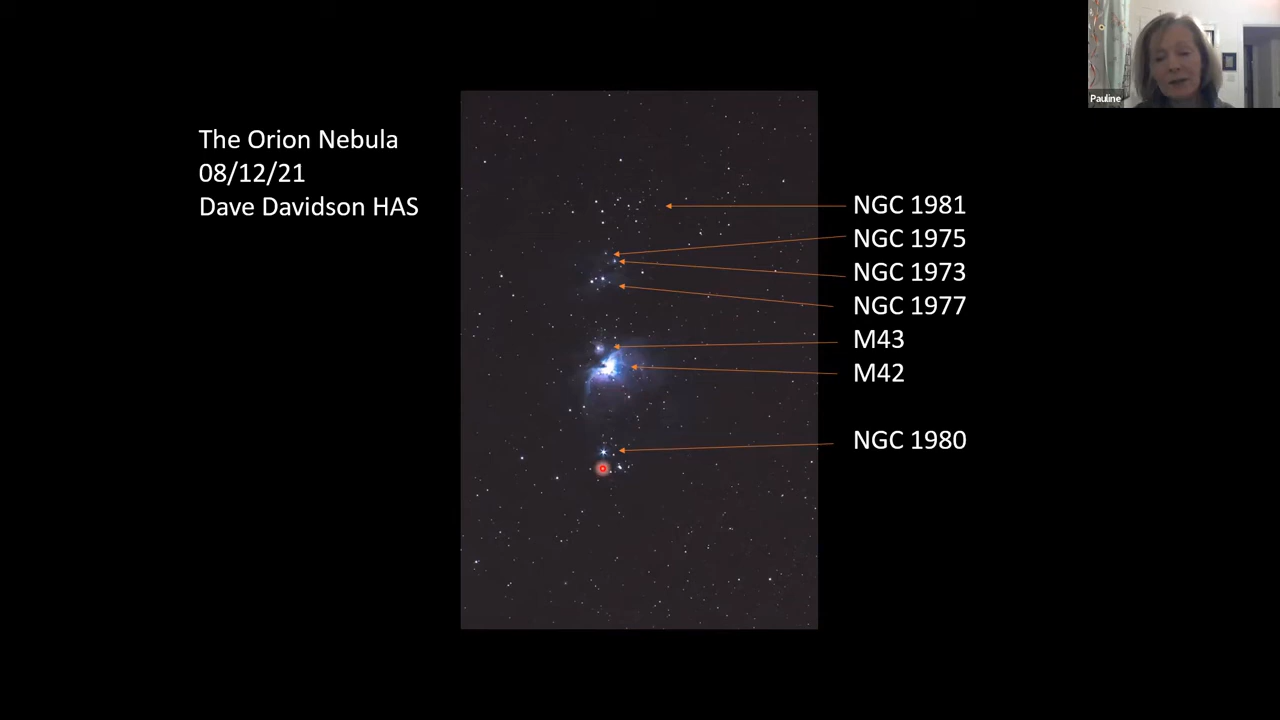 The Orion Nebula
08/12/21
Dave Davidson HAS
NGC 1981
NGC 1975
NGC 1973
NGC 1977
M43
M42
NGC 1980
Pauline